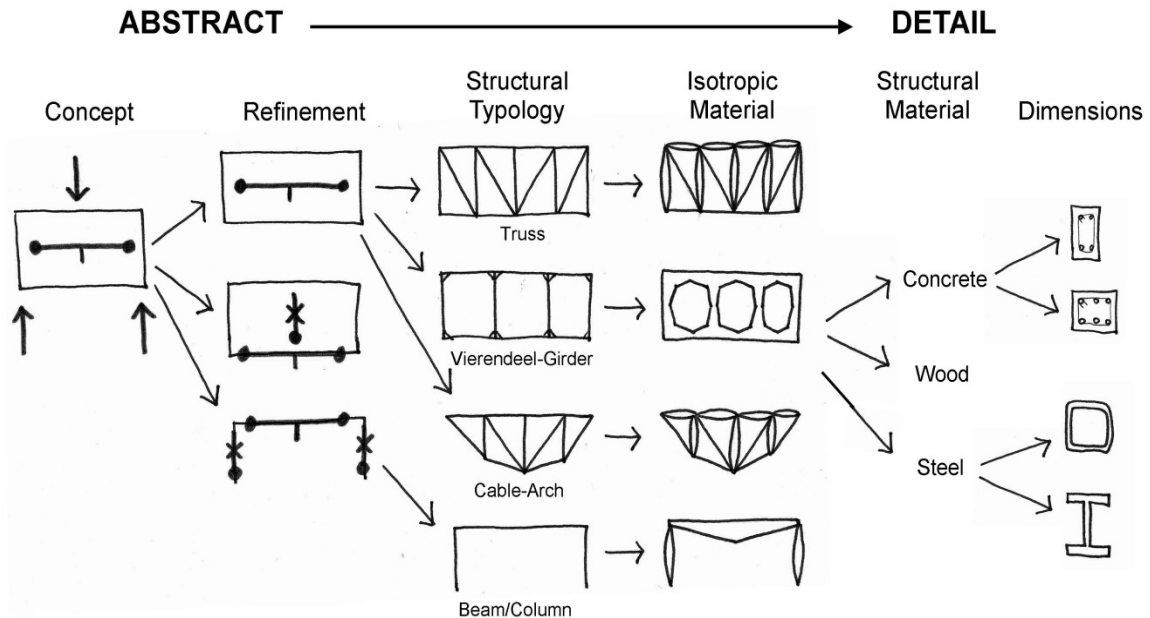 ABSTRACT
DETAIL
Concept
Refinement
Structural
Typology
Isotropic
Material
Structural
Material
Dimensions
Truss
Vierendeel-Girder
Cable-Arch
Beam/Column
Concrete
Wood
Steel